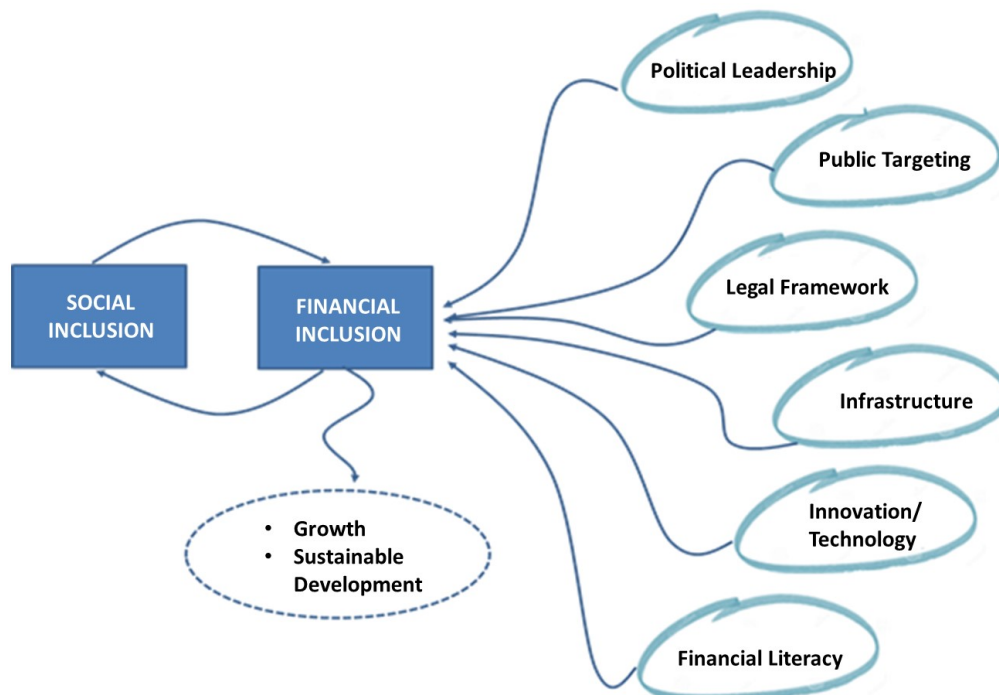 Political Leadership
Public Targeting
Legal Framework
Infrastructure
Innovation/
Technology
Financial Literacy
SOCIAL
INCLUSION
FINANCIAL
INCLUSION
• Growth
• Sustainable
Development